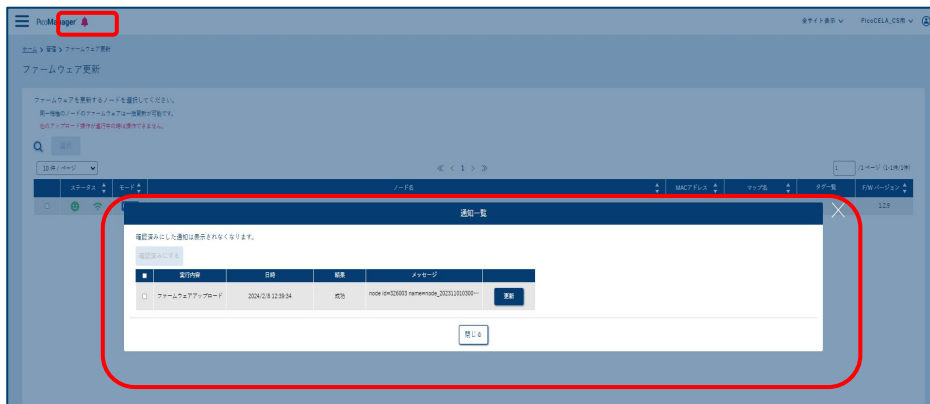 PicoManager
全サイト表示 PicoCELA_CS用
ホーム > 管理 > ファームウェア更新
ファームウェア更新
ファームウェアを更新するノードを選択してください。
同一機種のノードのファームウェアは一括更新が可能です。
他のアップロード操作が進行中の時は操作できません。
選択
10 件 / ページ
≪ < 1 > ≫
1 /1 ページ (1-1件/1件)
ステータス モード ノード名 MACアドレス マップ名 タグ一覧 F/W バージョン
通知一覧
確認済みにした通知は表示されなくなります。
確認済みにする
実行内容 日時 結果 メッセージ
ファームウェアアップロード 2024/2/8 12:39:34 成功 node id=326003 name=node_202311010300… 更新
閉じる